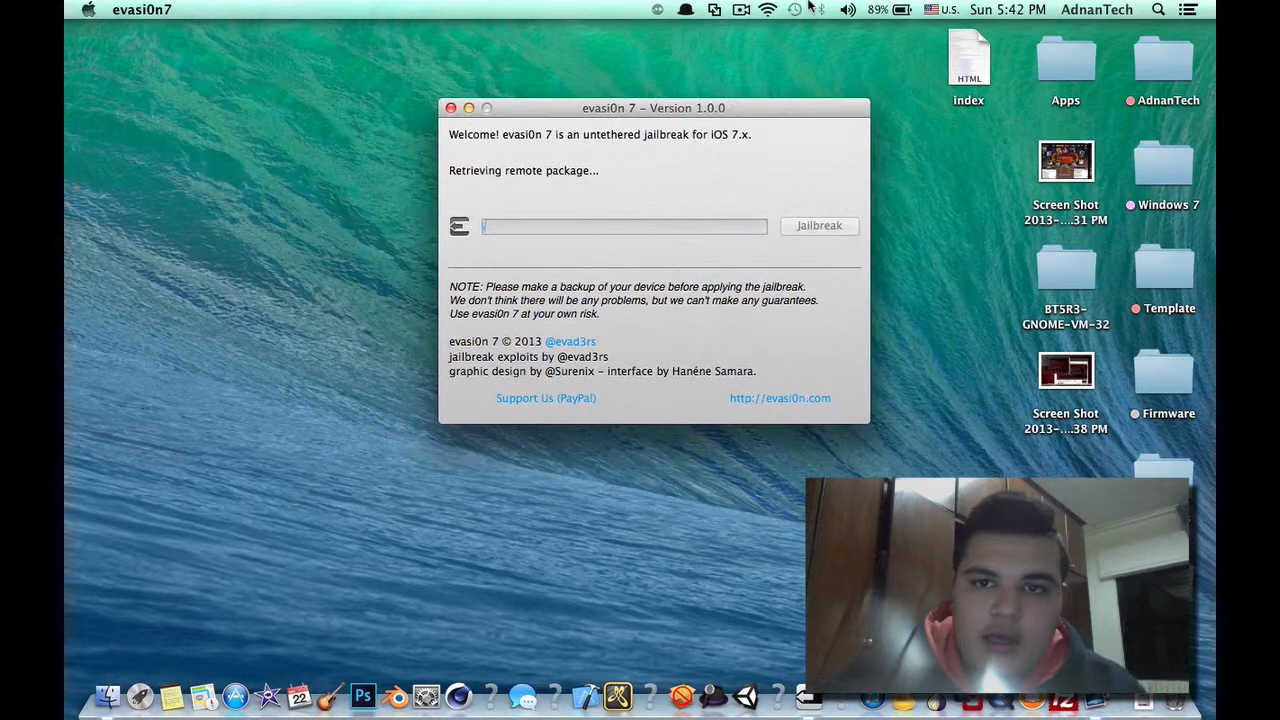 evasi0n7
89%
U.S.
Sun 5:42 PM
AdnanTech
evasi0n 7 – Version 1.0.0
Welcome! evasi0n 7 is an untethered jailbreak for iOS 7.x.
Retrieving remote package...
Jailbreak
NOTE: Please make a backup of your device before applying the jailbreak.
We don't think there will be any problems, but we can't make any guarantees.
Use evasi0n 7 at your own risk.
evasi0n 7 © 2013 @evad3rs
jailbreak exploits by @evad3rs
graphic design by @Surenix – interface by Hanéne Samara.
Support Us (PayPal)
http://evasi0n.com
HTML
index
Apps
AdnanTech
Screen Shot
2013-....31 PM
Windows 7
BT5R3-
GNOME-VM-32
Template
Screen Shot
2013-....38 PM
Firmware
22
Ps